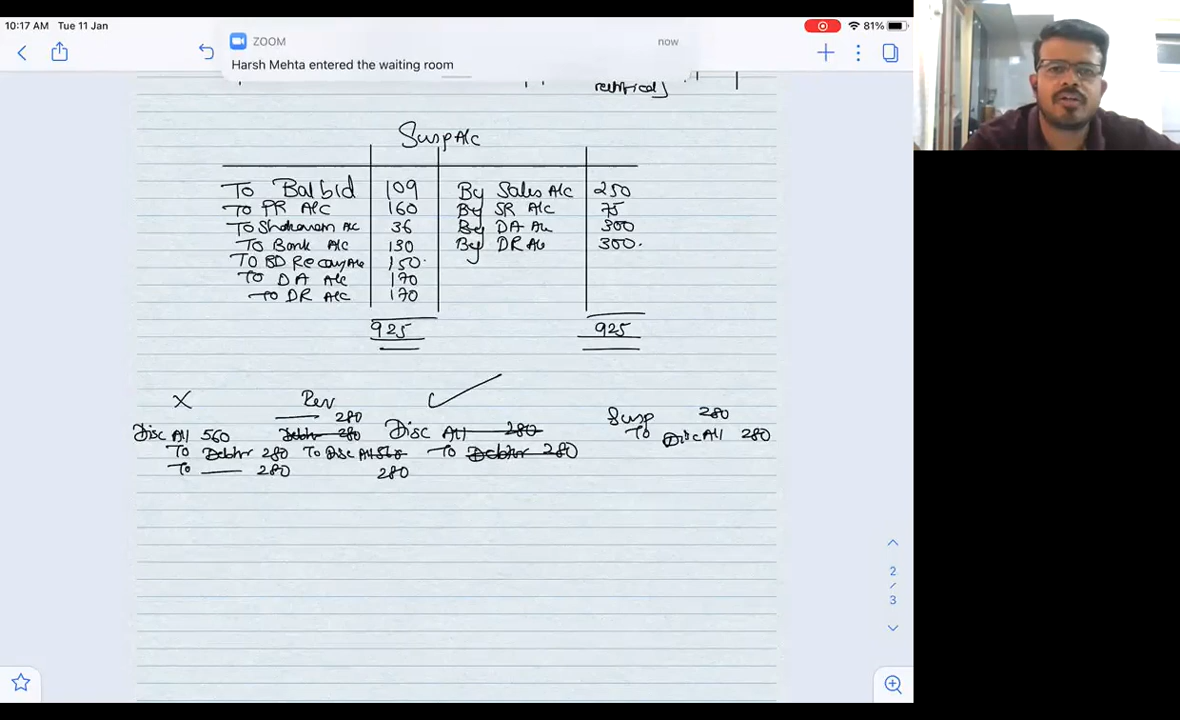 10:17 AM Tue 11 Jan
81%
ZOOM
now
Harsh Mehta entered the waiting room
Susp A/c
To Bal b/d 109 By Sales A/c 250
To PR A/c 160 By SR A/c 75
To Shahanam A/c 36 By DA A/c 300
To Bank A/c 130 By DR A/c 300.
To BD Recovery A/c 150.
To DA A/c 170
To DR A/c 170
925 925
X Rev
280
Disc All 560 Debtor 280 Disc All 280 Susp 280
To Debtor 280 To Disc All 560 To Debtor 280 To Disc All 280
To 280 280
2
/
3